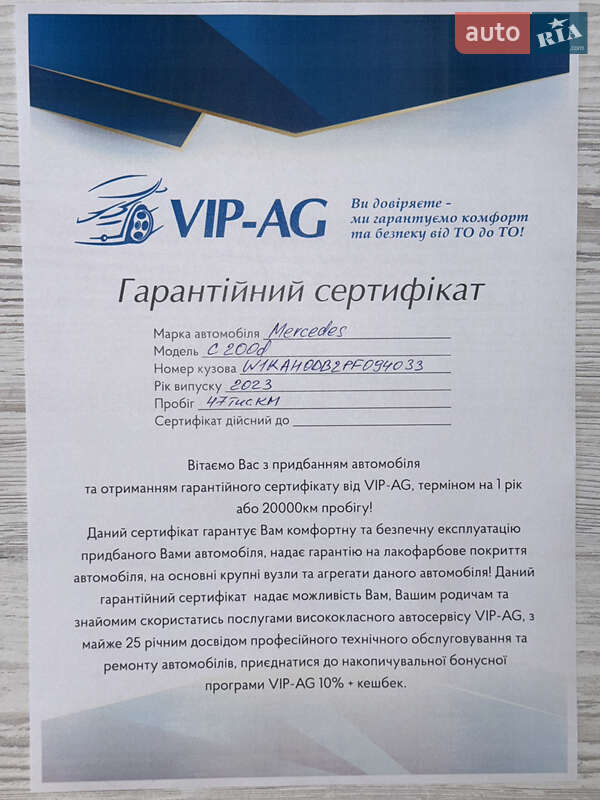 auto RIA.com
VIP-AG
Ви довіряєте -
ми гарантуємо комфорт
та безпеку від ТО до ТО!
Гарантійний сертифікат
Марка автомобіля Mercedes
Модель C 200d
Номер кузова W1KAH0DB2PF094033
Рік випуску 2023
Пробіг 47тис км
Сертифікат дійсний до
Вітаємо Вас з придбанням автомобіля
та отриманням гарантійного сертифікату від VIP-AG, терміном на 1 рік
або 20000км пробігу!
Даний сертифікат гарантує Вам комфортну та безпечну експлуатацію
придбаного Вами автомобіля, надає гарантію на лакофарбове покриття
автомобіля, на основні крупні вузли та агрегати даного автомобіля! Даний
гарантійний сертифікат надає можливість Вам, Вашим родичам та
знайомим скористатись послугами висококласного автосервісу VIP-AG, з
майже 25 річним досвідом професійного технічного обслуговування та
ремонту автомобілів, приєднатися до накопичувальної бонусної
програми VIP-AG 10% + кешбек.